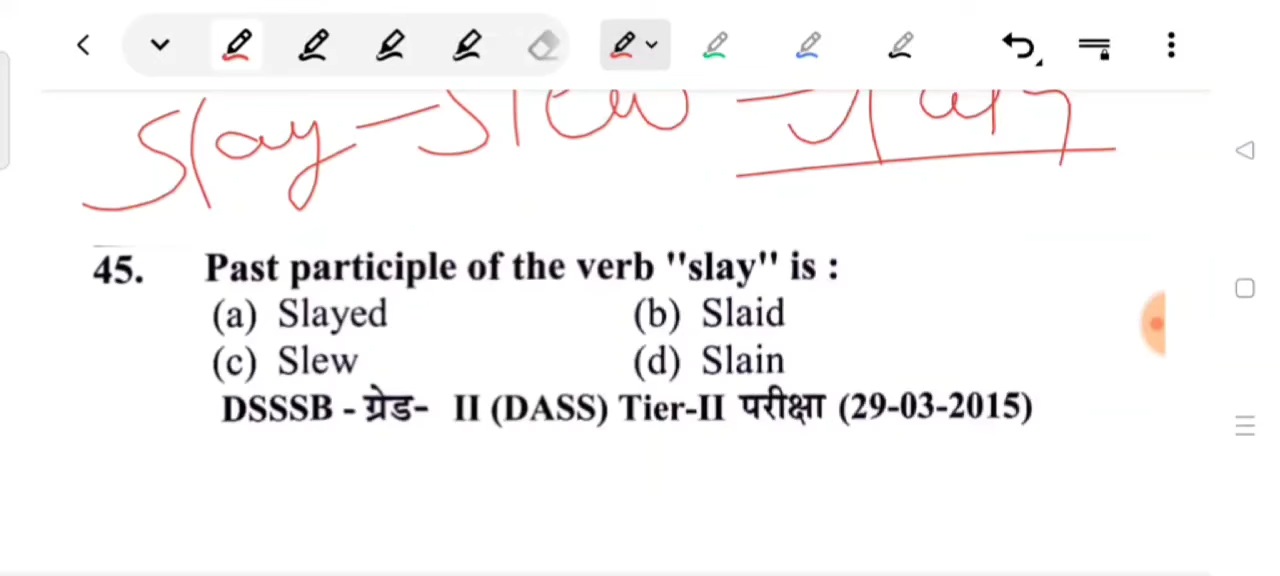 Slay - Slew -
45. Past participle of the verb "slay" is :
(a) Slayed (b) Slaid
(c) Slew (d) Slain
DSSSB - ग्रेड- II (DASS) Tier-II परीक्षा (29-03-2015)